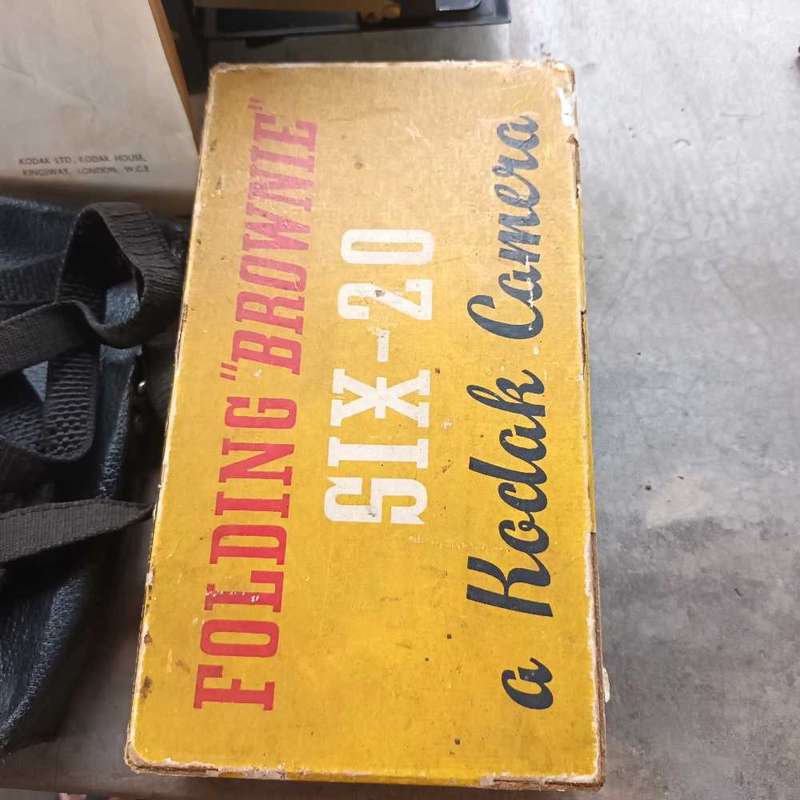 FOLDING "BROWNIE"
SIX-20
a Kodak Camera
KODAK LTD., KODAK HOUSE,
KINGSWAY, LONDON, W.C.2